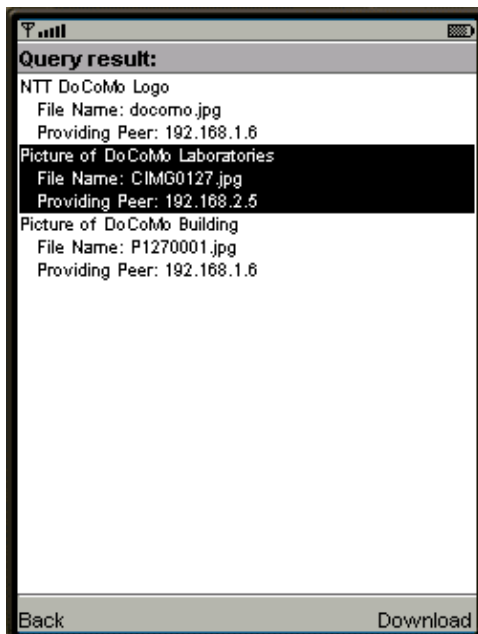 Query result:
NTT DoCoMo Logo
File Name: docomo.jpg
Providing Peer: 192.168.1.6
Picture of DoCoMo Laboratories
File Name: CIMG0127.jpg
Providing Peer: 192.168.2.5
Picture of DoCoMo Building
File Name: P1270001.jpg
Providing Peer: 192.168.1.6
Back Download